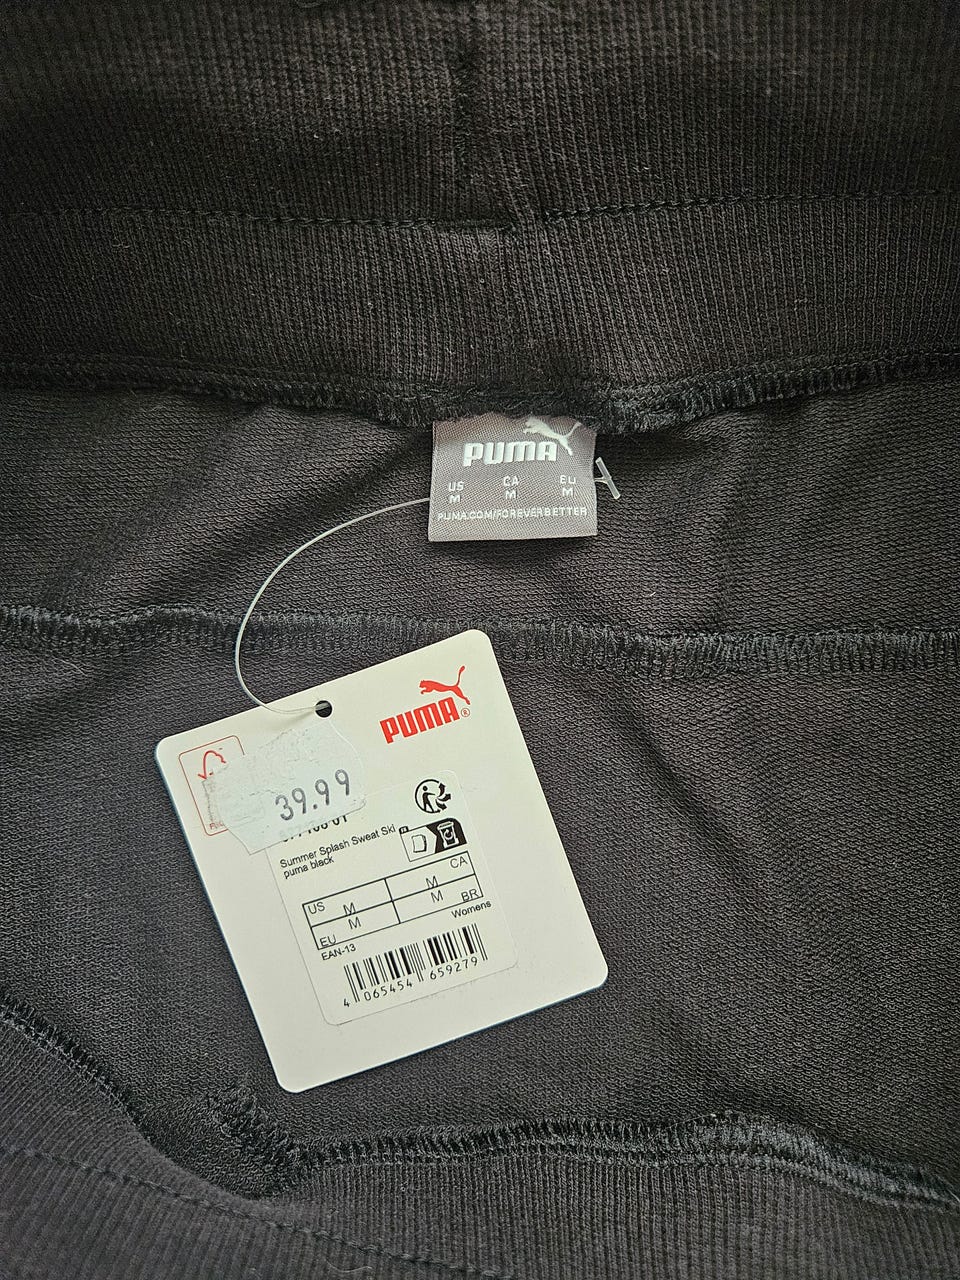 PUMA
US CA EU
M M M
PUMA.COM/FOREVERBETTER
PUMA®
39.99
Summer Splash Sweat Ski
puma black
US M M CA
EU M M BR
Womens
EAN-13
4 065454 659279